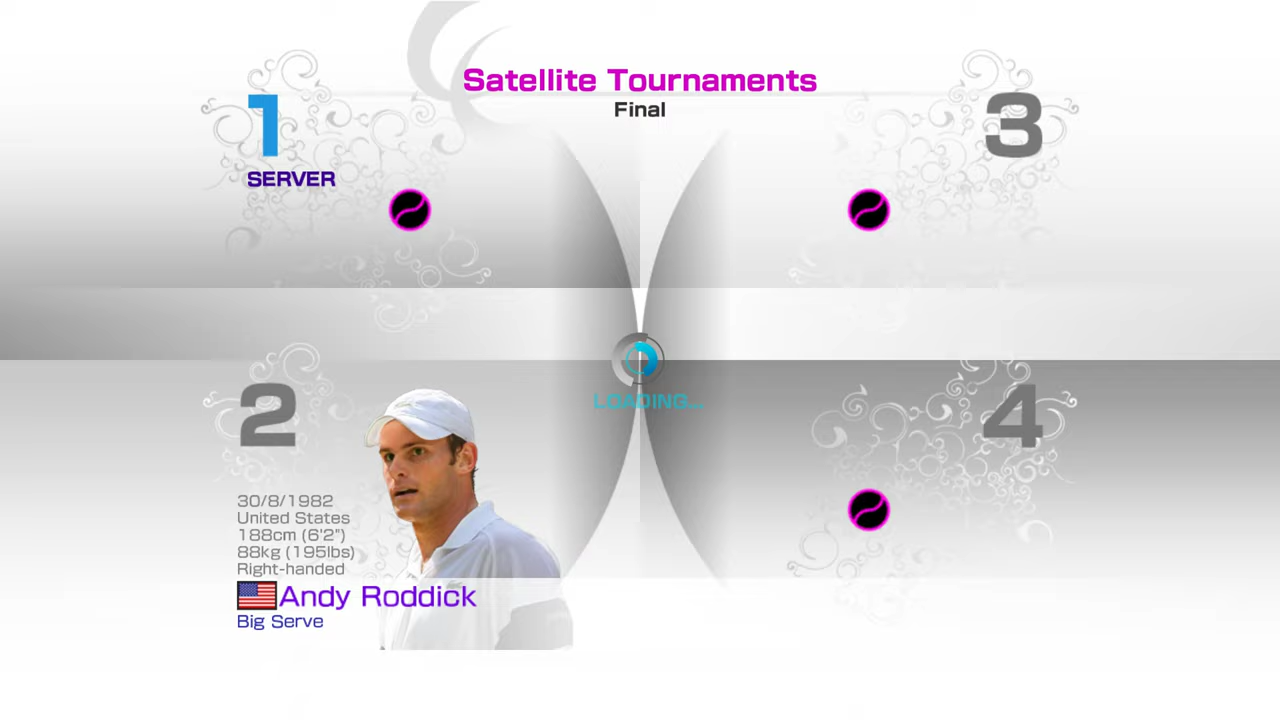 Satellite Tournaments
Final
1
SERVER
3
2
4
LOADING...
30/8/1982
United States
188cm (6'2")
88kg (195lbs)
Right-handed
Andy Roddick
Big Serve